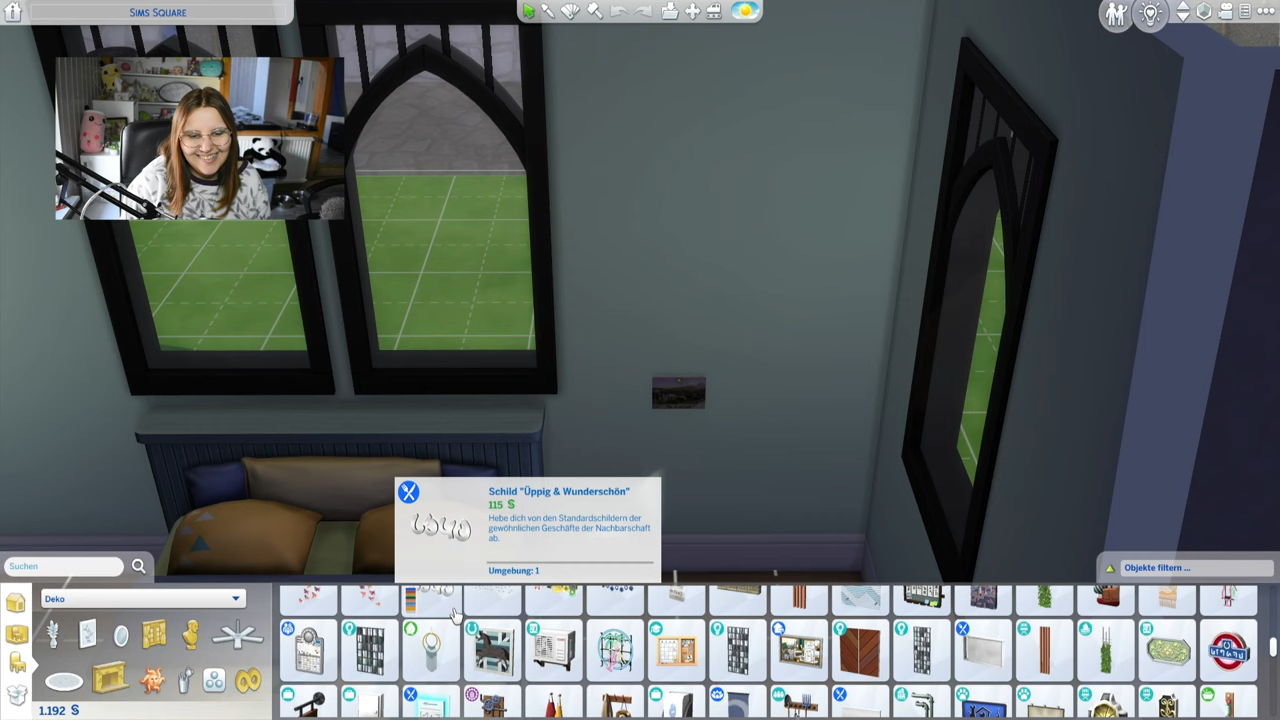 Sims Square
Schild "Üppig & Wunderschön"
115 $
Hebe dich von den Standardschildern der
gewöhnlichen Geschäfte der Nachbarschaft
ab.
Umgebung: 1
Suchen
Objekte filtern ...
Deko
1.192 $